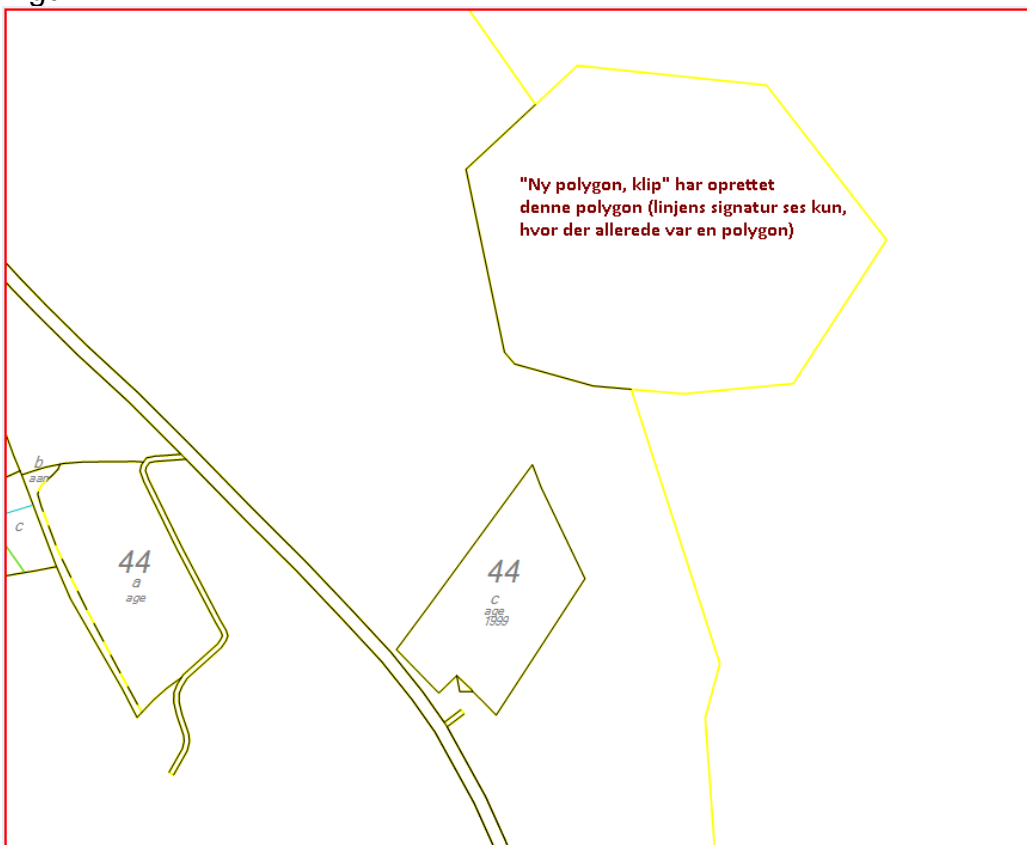 "Ny polygon, klip" har oprettet
denne polygon (linjens signatur ses kun,
hvor der allerede var en polygon)
b
aan
c
44
a
age
44
c
age
1999